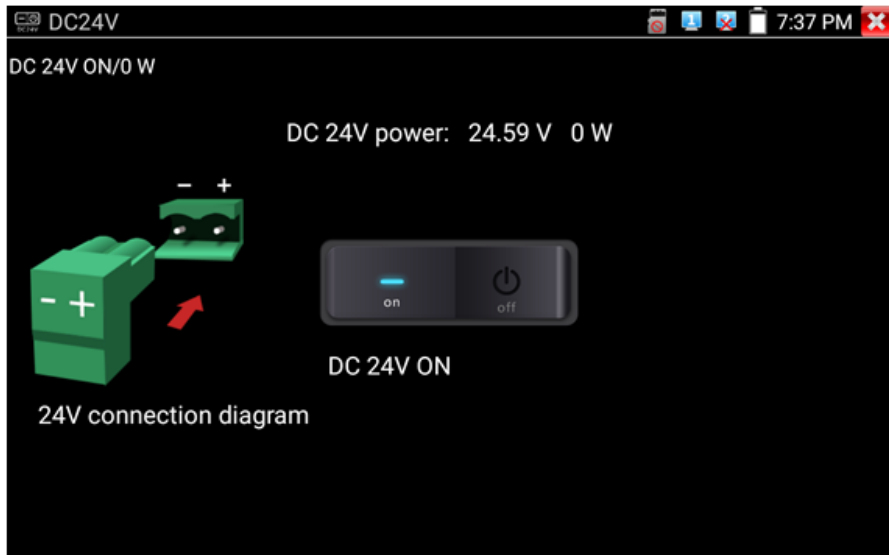 DC24V
1
7:37 PM
DC 24V ON/0 W
DC 24V power: 24.59 V 0 W
- +
- +
on
off
DC 24V ON
24V connection diagram